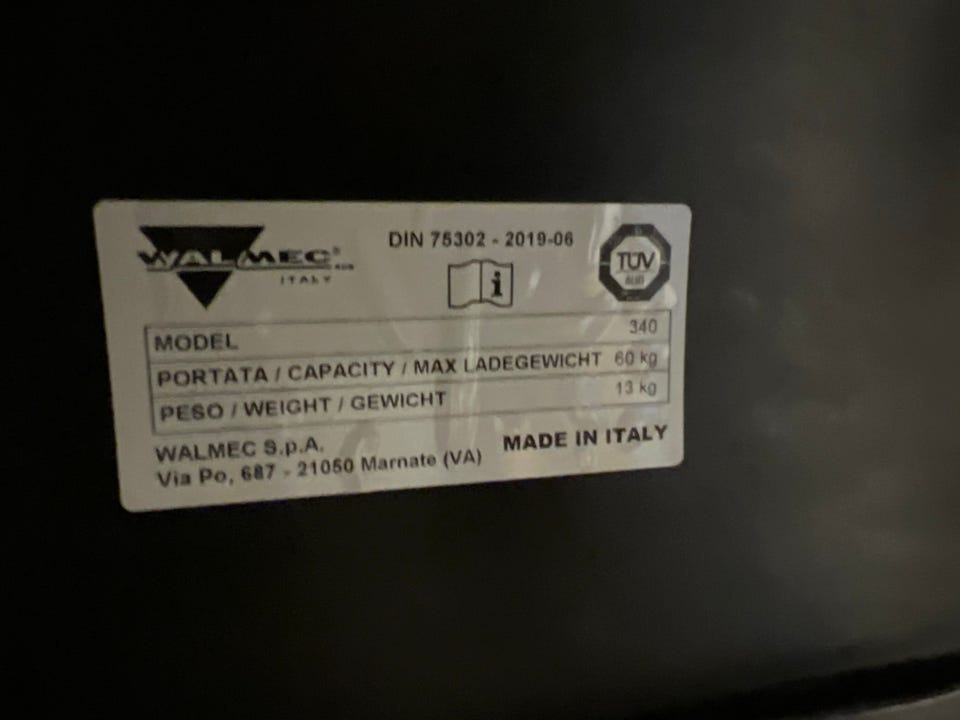 WALMEC®
ITALY
DIN 75302 - 2019-06
i
TÜV
MODEL 340
PORTATA / CAPACITY / MAX LADEGEWICHT 60 kg
PESO / WEIGHT / GEWICHT 13 kg
WALMEC S.p.A.
Via Po, 687 - 21050 Marnate (VA)
MADE IN ITALY